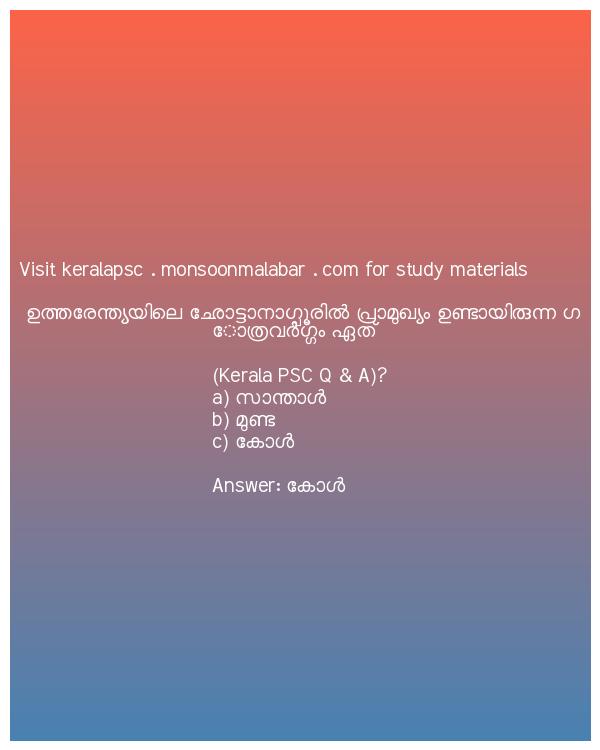 Visit keralapsc . monsoonmalabar . com for study materials
ഉത്തരേന്ത്യയിലെ ഛോട്ടാനാഗ്പൂരിൽ പ്രാമുഖ്യം ഉണ്ടായിരുന്ന ഗ
ോത്രവർഗ്ഗം ഏത്
(Kerala PSC Q & A)?
a) സാന്താൾ
b) മുണ്ട
c) കോൾ
Answer: കോൾ